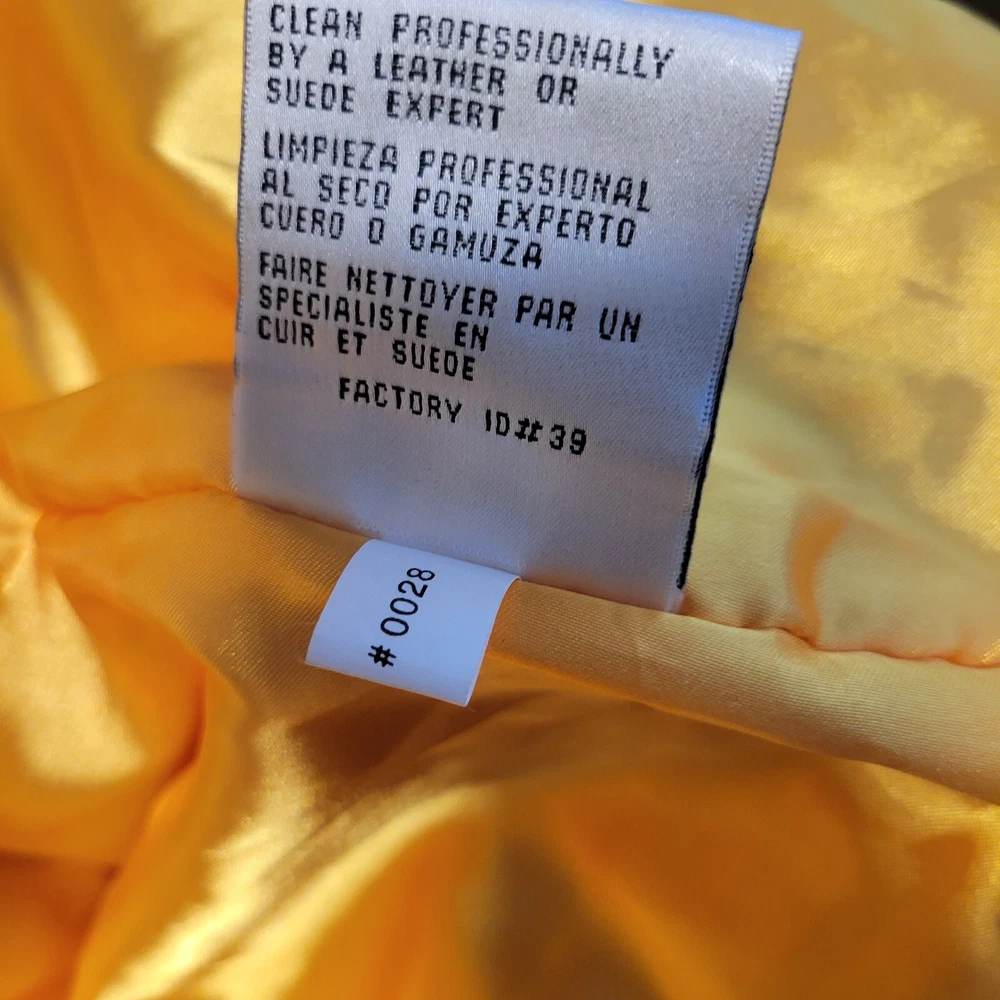 CLEAN PROFESSIONALLY
BY A LEATHER OR
SUEDE EXPERT
LIMPIEZA PROFESSIONAL
AL SECO POR EXPERTO
CUERO O GAMUZA
FAIRE NETTOYER PAR UN
SPECIALISTE EN
CUIR ET SUEDE
FACTORY ID# 39
#0028